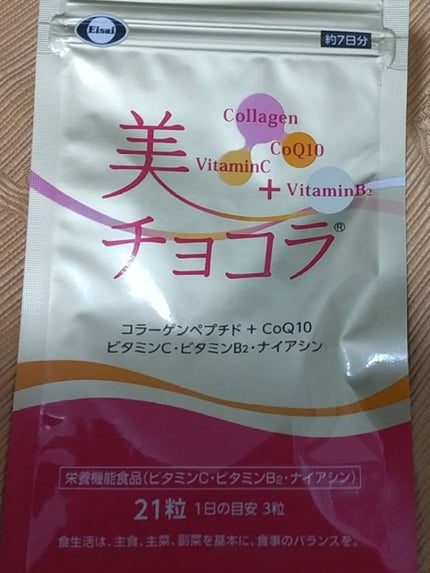 Eisai
約7日分
Collagen
CoQ10
VitaminC
+ VitaminB₂
美
チョコラ®
コラーゲンペプチド + CoQ10
ビタミンC・ビタミンB₂・ナイアシン
栄養機能食品(ビタミンC・ビタミンB₂・ナイアシン)
21粒 1日の目安 3粒
食生活は、主食、主菜、副菜を基本に、食事のバランスを。